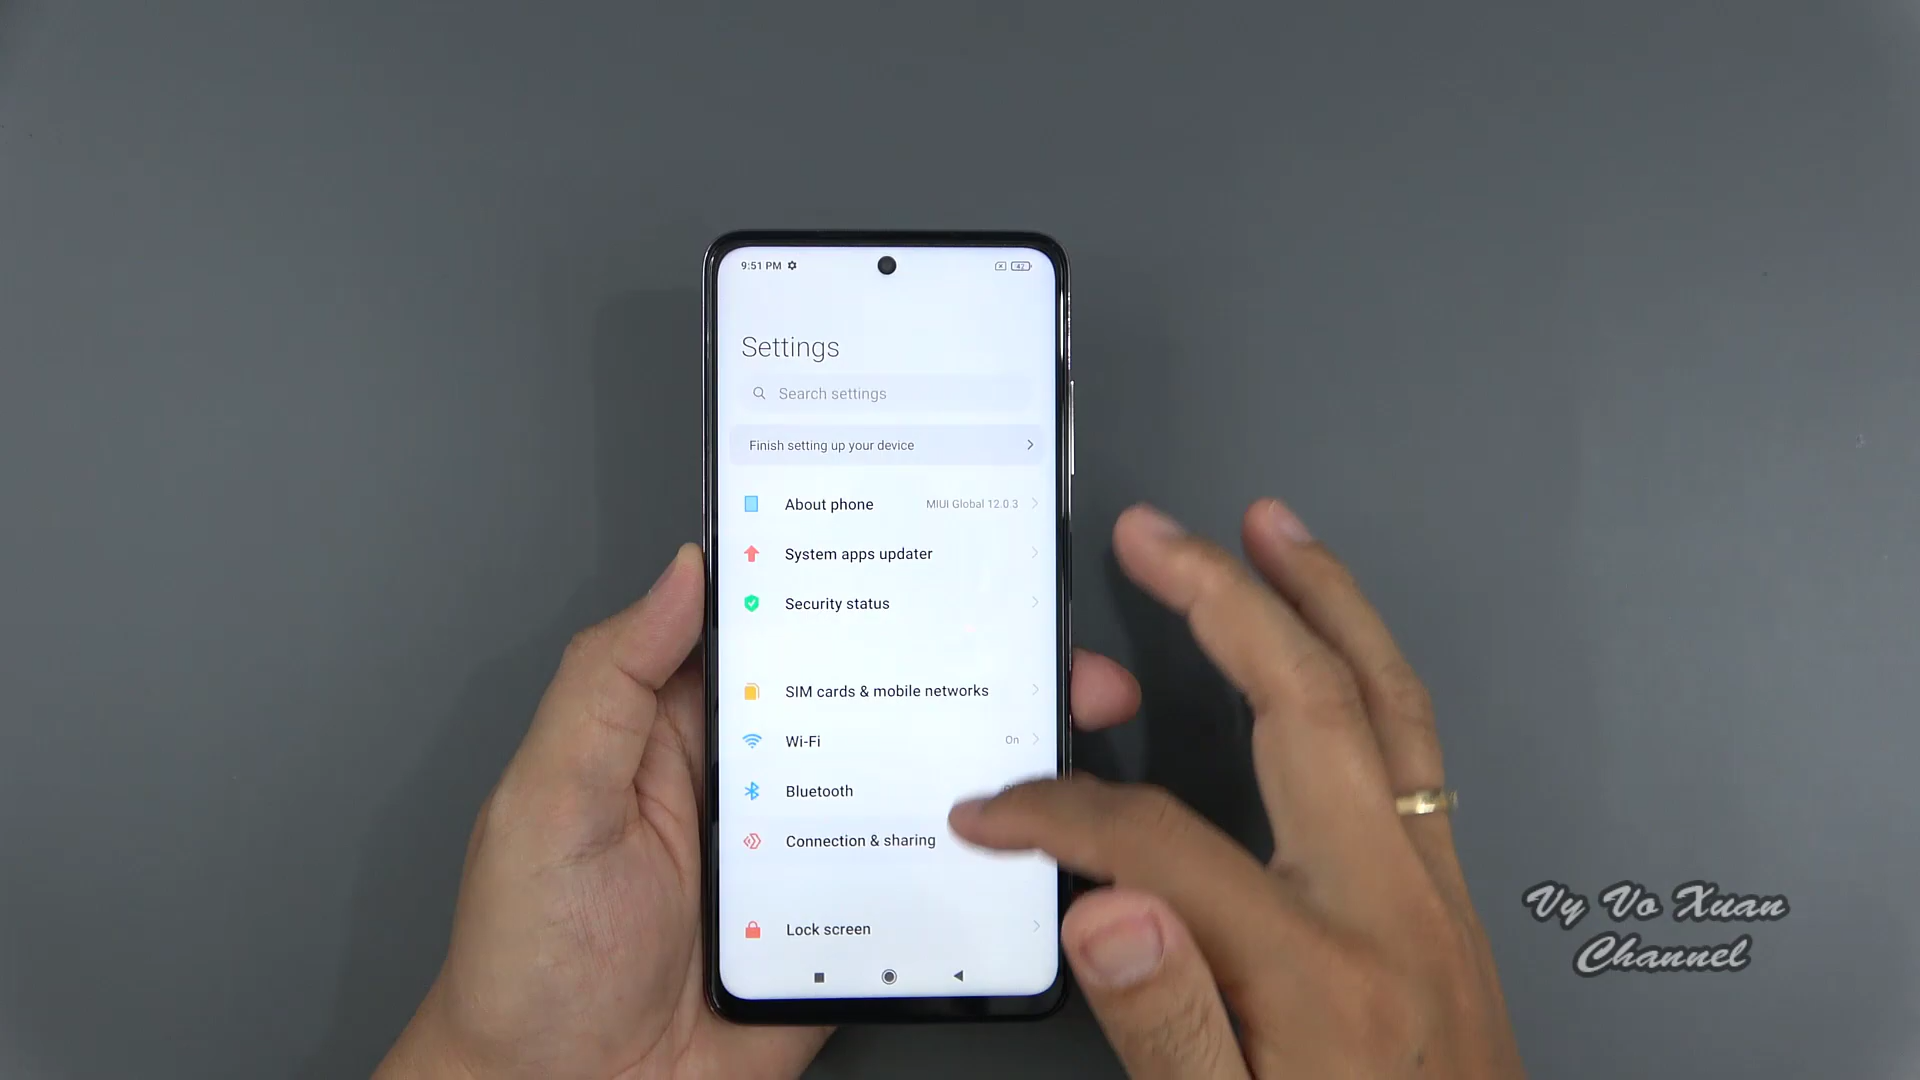 9:51 PM
42
Settings
Search settings
Finish setting up your device
About phone MIUI Global 12.0.3
System apps updater
Security status
SIM cards & mobile networks
Wi-Fi On
Bluetooth
Connection & sharing
Lock screen
Vy Vo Xuan
Channel